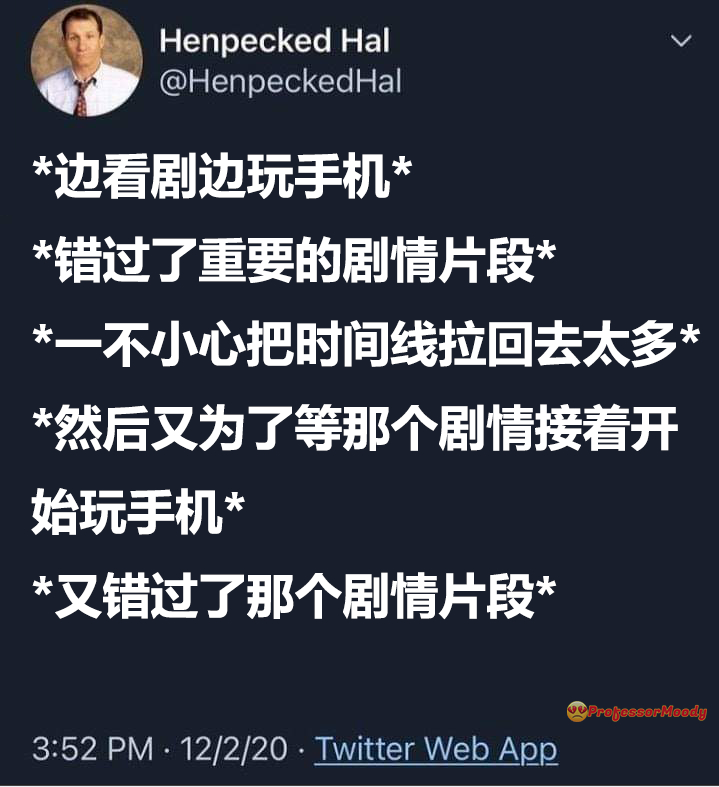 Henpecked Hal
@HenpeckedHal
*边看剧边玩手机*
*错过了重要的剧情片段*
*一不小心把时间线拉回去太多*
*然后又为了等那个剧情接着开
始玩手机*
*又错过了那个剧情片段*
ProfessorMoody
3:52 PM · 12/2/20 · Twitter Web App